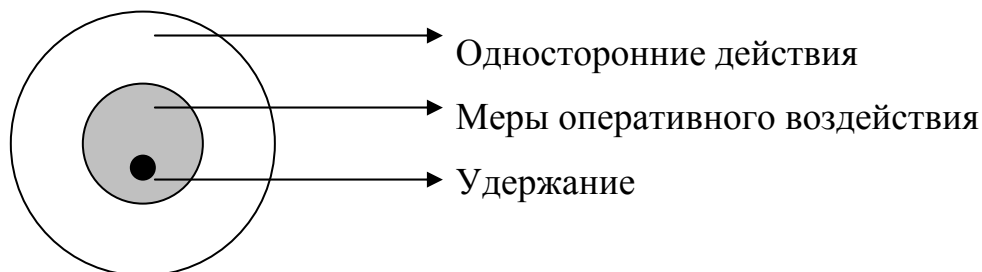 Односторонние действия
Меры оперативного воздействия
Удержание